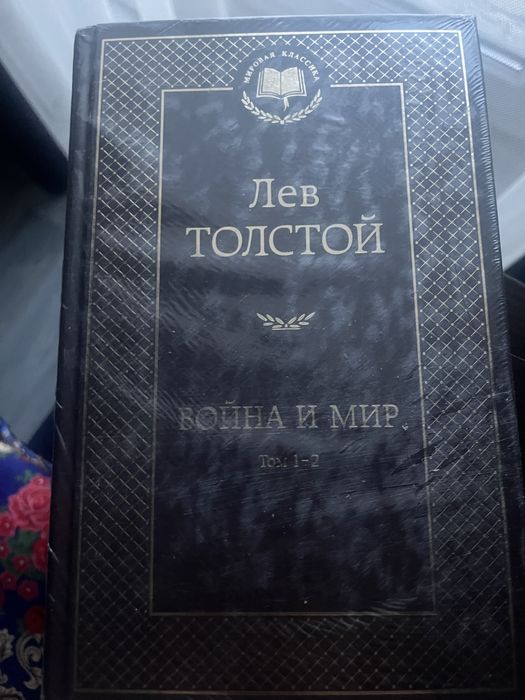 МИРОВАЯ КЛАССИКА
Лев
ТОЛСТОЙ
ВОЙНА И МИР
Том 1–2